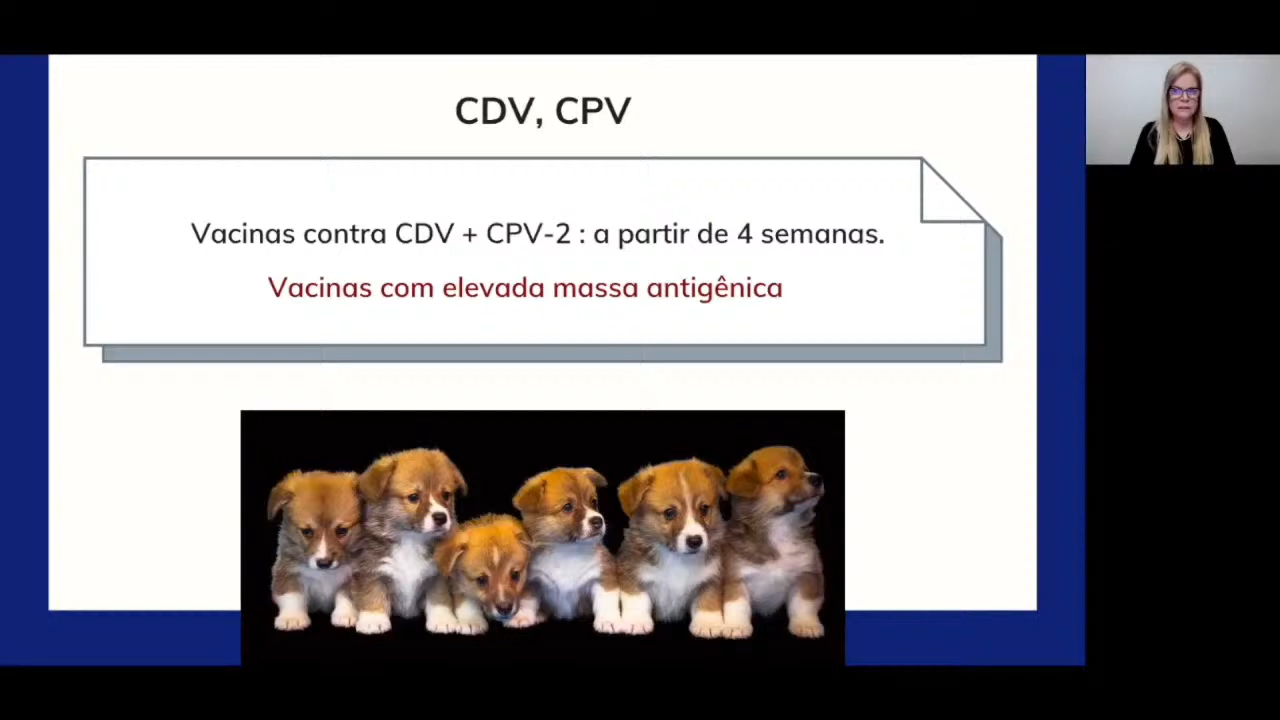 CDV, CPV
Vacinas contra CDV + CPV-2 : a partir de 4 semanas.
Vacinas com elevada massa antigênica